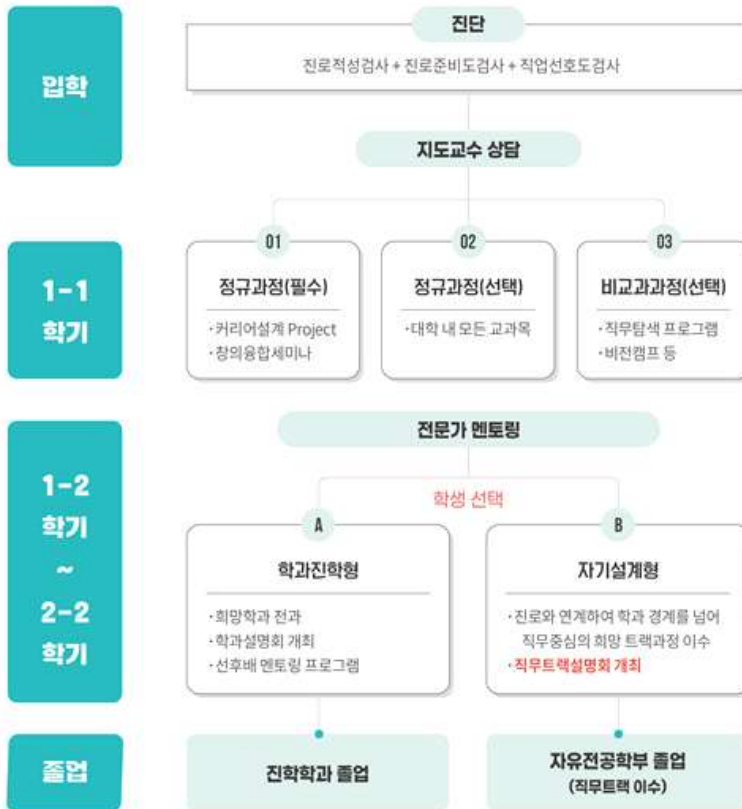 입학
진단
진로적성검사 + 진로준비도검사 + 직업선호도검사
지도교수 상담
1-1
학기
01
정규과정(필수)
·커리어설계 Project
·창의융합세미나
02
정규과정(선택)
·대학 내 모든 교과목
03
비교과과정(선택)
·직무탐색 프로그램
·비전캠프 등
1-2
학기
~
2-2
학기
전문가 멘토링
학생 선택
A
학과진학형
·희망학과 전과
·학과설명회 개최
·선후배 멘토링 프로그램
B
자기설계형
·진로와 연계하여 학과 경계를 넘어
직무중심의 희망 트랙과정 이수
·직무트랙설명회 개최
졸업
진학학과 졸업
자유전공학부 졸업
(직무트랙 이수)